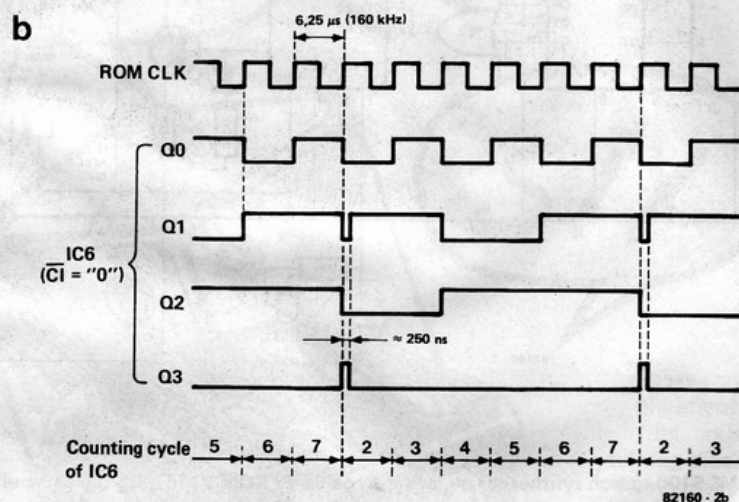 b
6,25 µs (160 kHz)
ROM CLK
Q0
Q1
IC6
(CI = "0")
Q2
≈ 250 ns
Q3
Counting cycle
of IC6
5 6 7 2 3 4 5 6 7 2 3
82160 - 2b